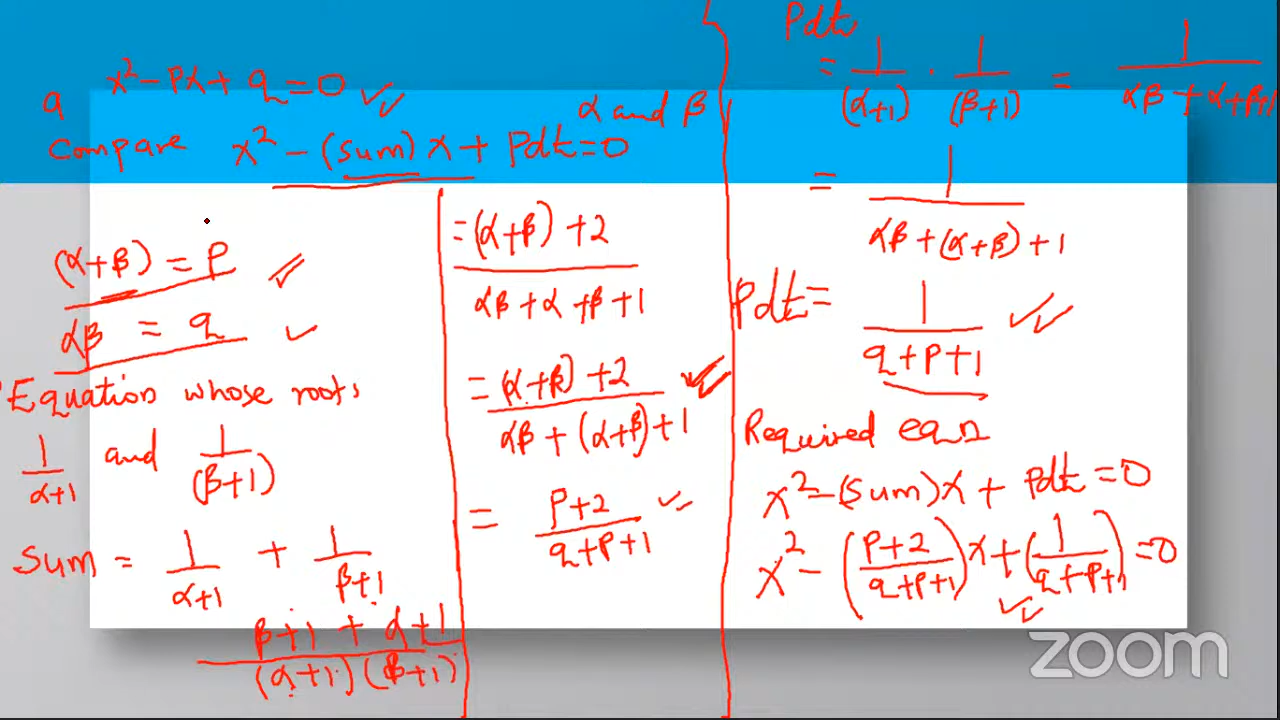 q x² - px + q = 0
α and β
Compare x² - (sum) x + Pdt = 0
(α+β) = p
αβ = q
Equation whose roots
1/(α+1) and 1/(β+1)
Sum = 1/(α+1) + 1/(β+1)
(β+1 + α+1)/((α+1)(β+1))
= ((α+β) + 2)/(αβ + α + β + 1)
= ((α+β) + 2)/(αβ + (α+β) + 1)
= (p+2)/(q+p+1)
Pdt
= 1/(α+1) · 1/(β+1) = 1/(αβ + α+β+1)
= 1/(αβ + (α+β) + 1)
Pdt = 1/(q+p+1)
Required eqn
x² - (sum)x + Pdt = 0
x² - ((p+2)/(q+p+1))x + (1/(q+p+1)) = 0
zoom